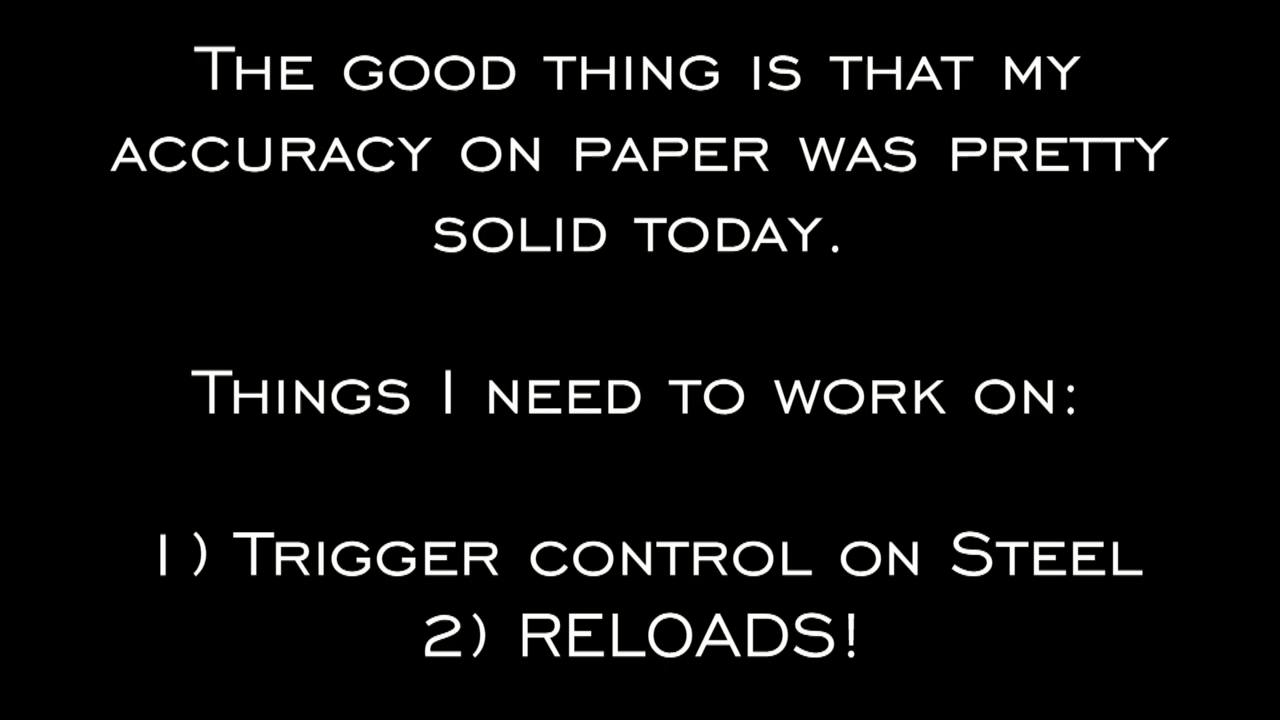 The good thing is that my
accuracy on paper was pretty
solid today.
Things I need to work on:
1) Trigger control on Steel
2) RELOADS!